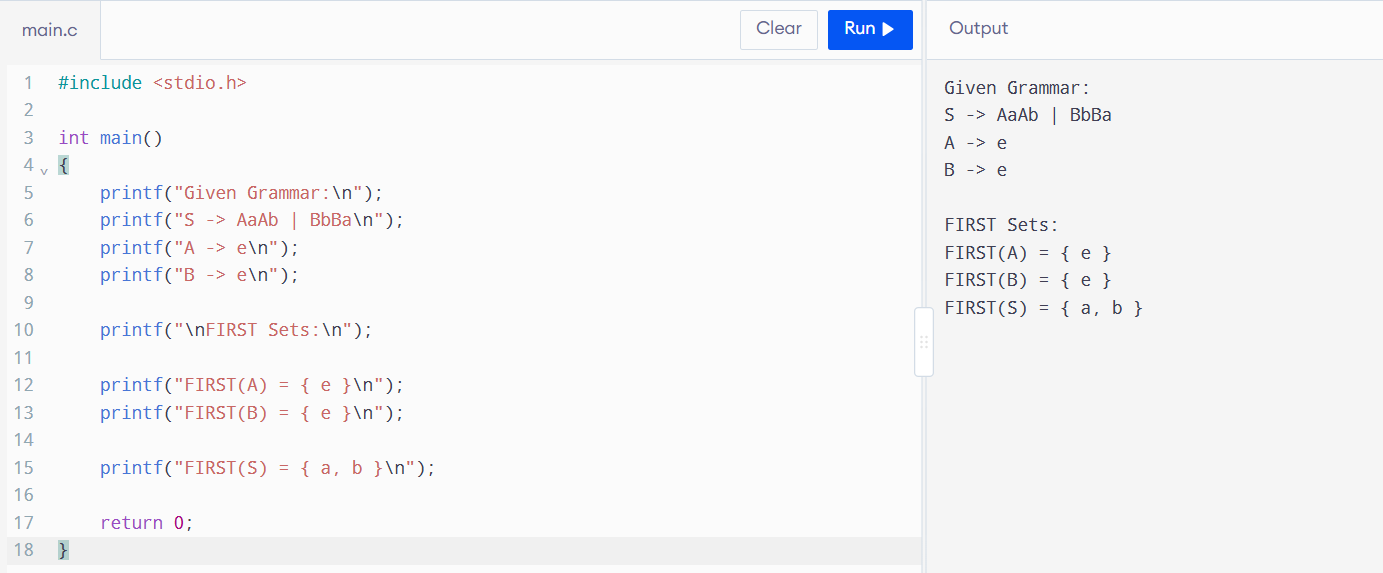 main.c
Clear
Run
1 #include <stdio.h>
2
3 int main()
4 {
5 printf("Given Grammar:\n");
6 printf("S -> AaAb | BbBa\n");
7 printf("A -> e\n");
8 printf("B -> e\n");
9
10 printf("\nFIRST Sets:\n");
11
12 printf("FIRST(A) = { e }\n");
13 printf("FIRST(B) = { e }\n");
14
15 printf("FIRST(S) = { a, b }\n");
16
17 return 0;
18 }
Output
Given Grammar:
S -> AaAb | BbBa
A -> e
B -> e
FIRST Sets:
FIRST(A) = { e }
FIRST(B) = { e }
FIRST(S) = { a, b }